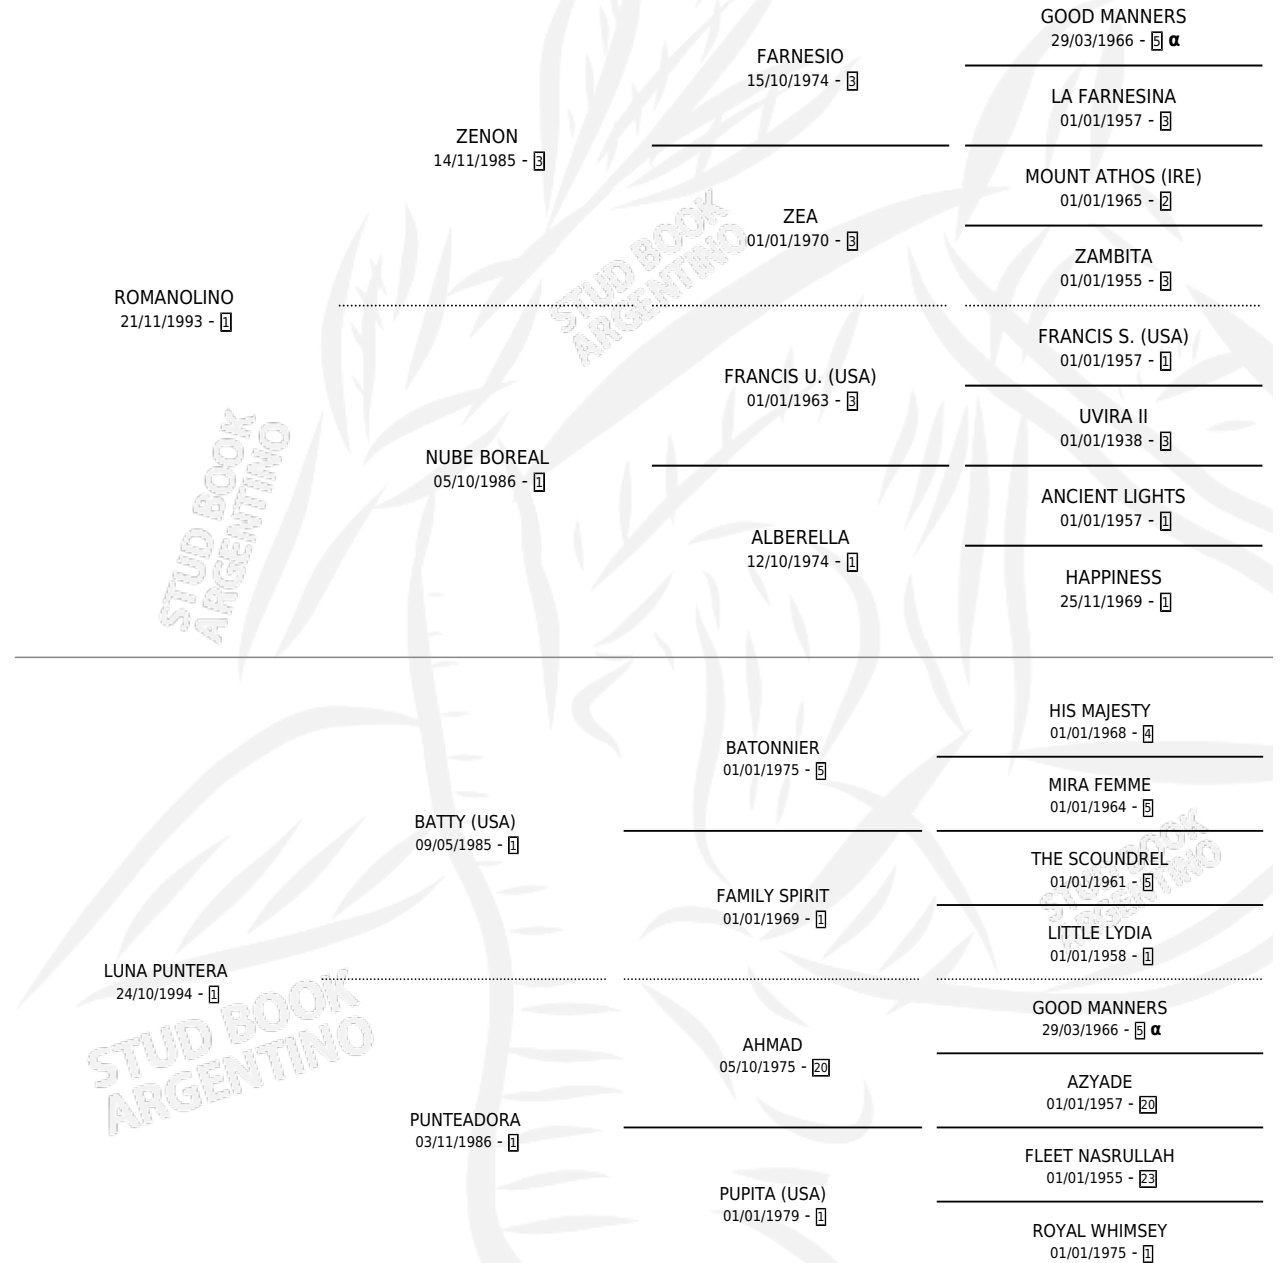 GOOD MANNERS
29/03/1966 - 5 α
FARNESIO
15/10/1974 - 3
LA FARNESINA
01/01/1957 - 3
ZENON
14/11/1985 - 3
MOUNT ATHOS (IRE)
01/01/1965 - 2
ZEA
01/01/1970 - 3
ZAMBITA
01/01/1955 - 3
ROMANOLINO
21/11/1993 - 1
FRANCIS S. (USA)
01/01/1957 - 1
FRANCIS U. (USA)
01/01/1963 - 3
UVIRA II
01/01/1938 - 3
NUBE BOREAL
05/10/1986 - 1
ANCIENT LIGHTS
01/01/1957 - 1
ALBERELLA
12/10/1974 - 1
HAPPINESS
25/11/1969 - 1
HIS MAJESTY
01/01/1968 - 4
BATONNIER
01/01/1975 - 5
MIRA FEMME
01/01/1964 - 5
BATTY (USA)
09/05/1985 - 1
THE SCOUNDREL
01/01/1961 - 5
FAMILY SPIRIT
01/01/1969 - 1
LITTLE LYDIA
01/01/1958 - 1
LUNA PUNTERA
24/10/1994 - 1
GOOD MANNERS
29/03/1966 - 5 α
AHMAD
05/10/1975 - 20
AZYADE
01/01/1957 - 20
PUNTEADORA
03/11/1986 - 1
FLEET NASRULLAH
01/01/1955 - 23
PUPITA (USA)
01/01/1979 - 1
ROYAL WHIMSEY
01/01/1975 - 1
STUD BOOK
ARGENTINO
STUD BOOK
ARGENTINO
STUD BOOK
ARGENTINO
STUD BOOK
ARGENTINO